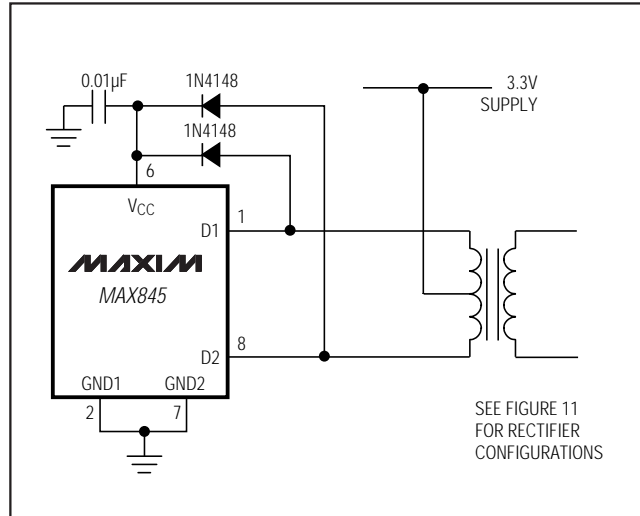 0.01µF
1N4148
1N4148
3.3V
SUPPLY
6
VCC
D1
1
MAXIM
MAX845
D2
8
GND1
GND2
2
7
SEE FIGURE 11
FOR RECTIFIER
CONFIGURATIONS